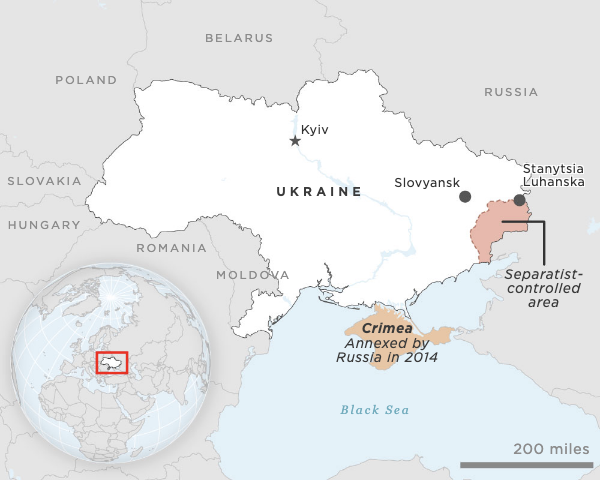 BELARUS
POLAND
RUSSIA
Kyiv
Stanytsia
Luhanska
Slovyansk
SLOVAKIA
UKRAINE
HUNGARY
ROMANIA
MOLDOVA
Separatist-
controlled
area
Crimea
Annexed by
Russia in 2014
Black Sea
200 miles